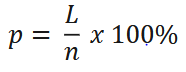 p = L/n x 100%